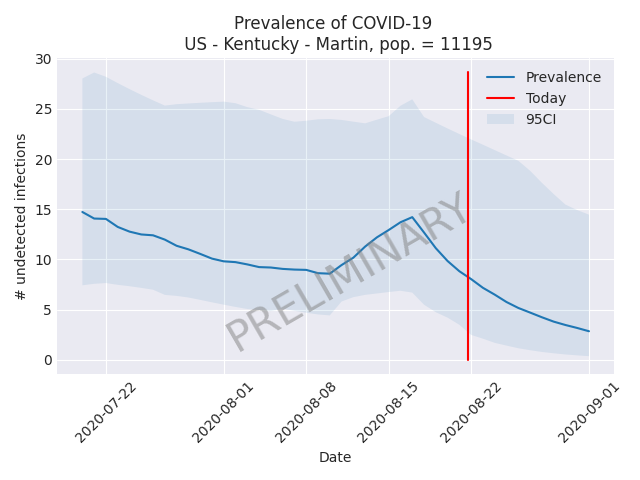 Prevalence of COVID-19
US - Kentucky - Martin, pop. = 11195
30
25
20
15
10
5
0
# undetected infections
Prevalence
Today
95CI
PRELIMINARY
2020-07-22
2020-08-01
2020-08-08
2020-08-15
2020-08-22
2020-09-01
Date